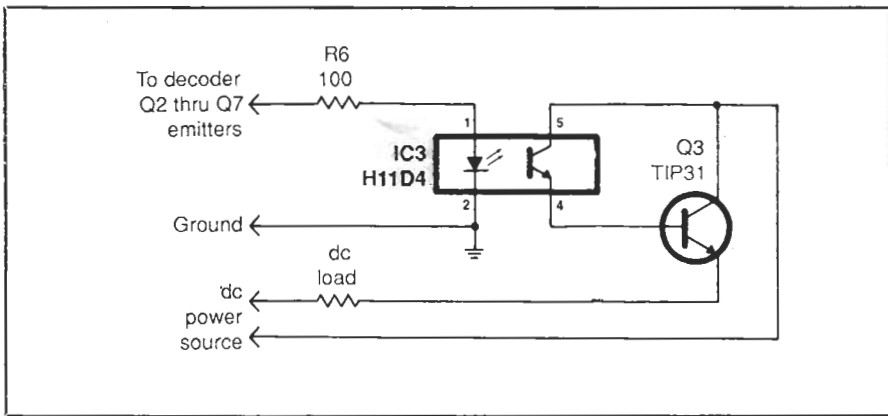 R6
100
To decoder
Q2 thru Q7
emitters
1
5
IC3
H11D4
Q3
TIP31
2
4
Ground
dc
load
dc
power
source